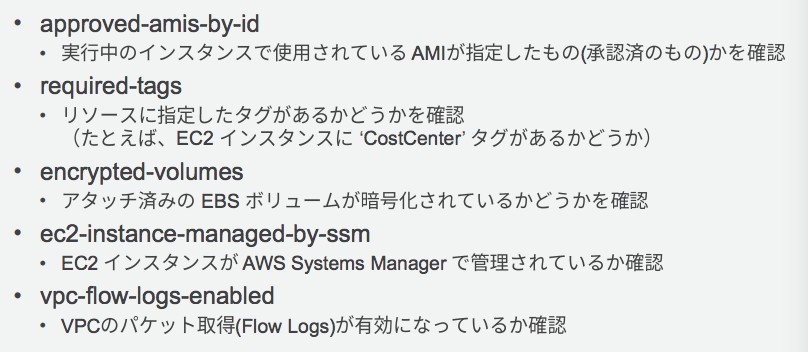 • approved-amis-by-id
• 実行中のインスタンスで使用されている AMIが指定したもの(承認済のもの)かを確認
• required-tags
• リソースに指定したタグがあるかどうかを確認
（たとえば、EC2 インスタンスに ‘CostCenter’ タグがあるかどうか）
• encrypted-volumes
• アタッチ済みの EBS ボリュームが暗号化されているかどうかを確認
• ec2-instance-managed-by-ssm
• EC2 インスタンスが AWS Systems Manager で管理されているか確認
• vpc-flow-logs-enabled
• VPCのパケット取得(Flow Logs)が有効になっているか確認